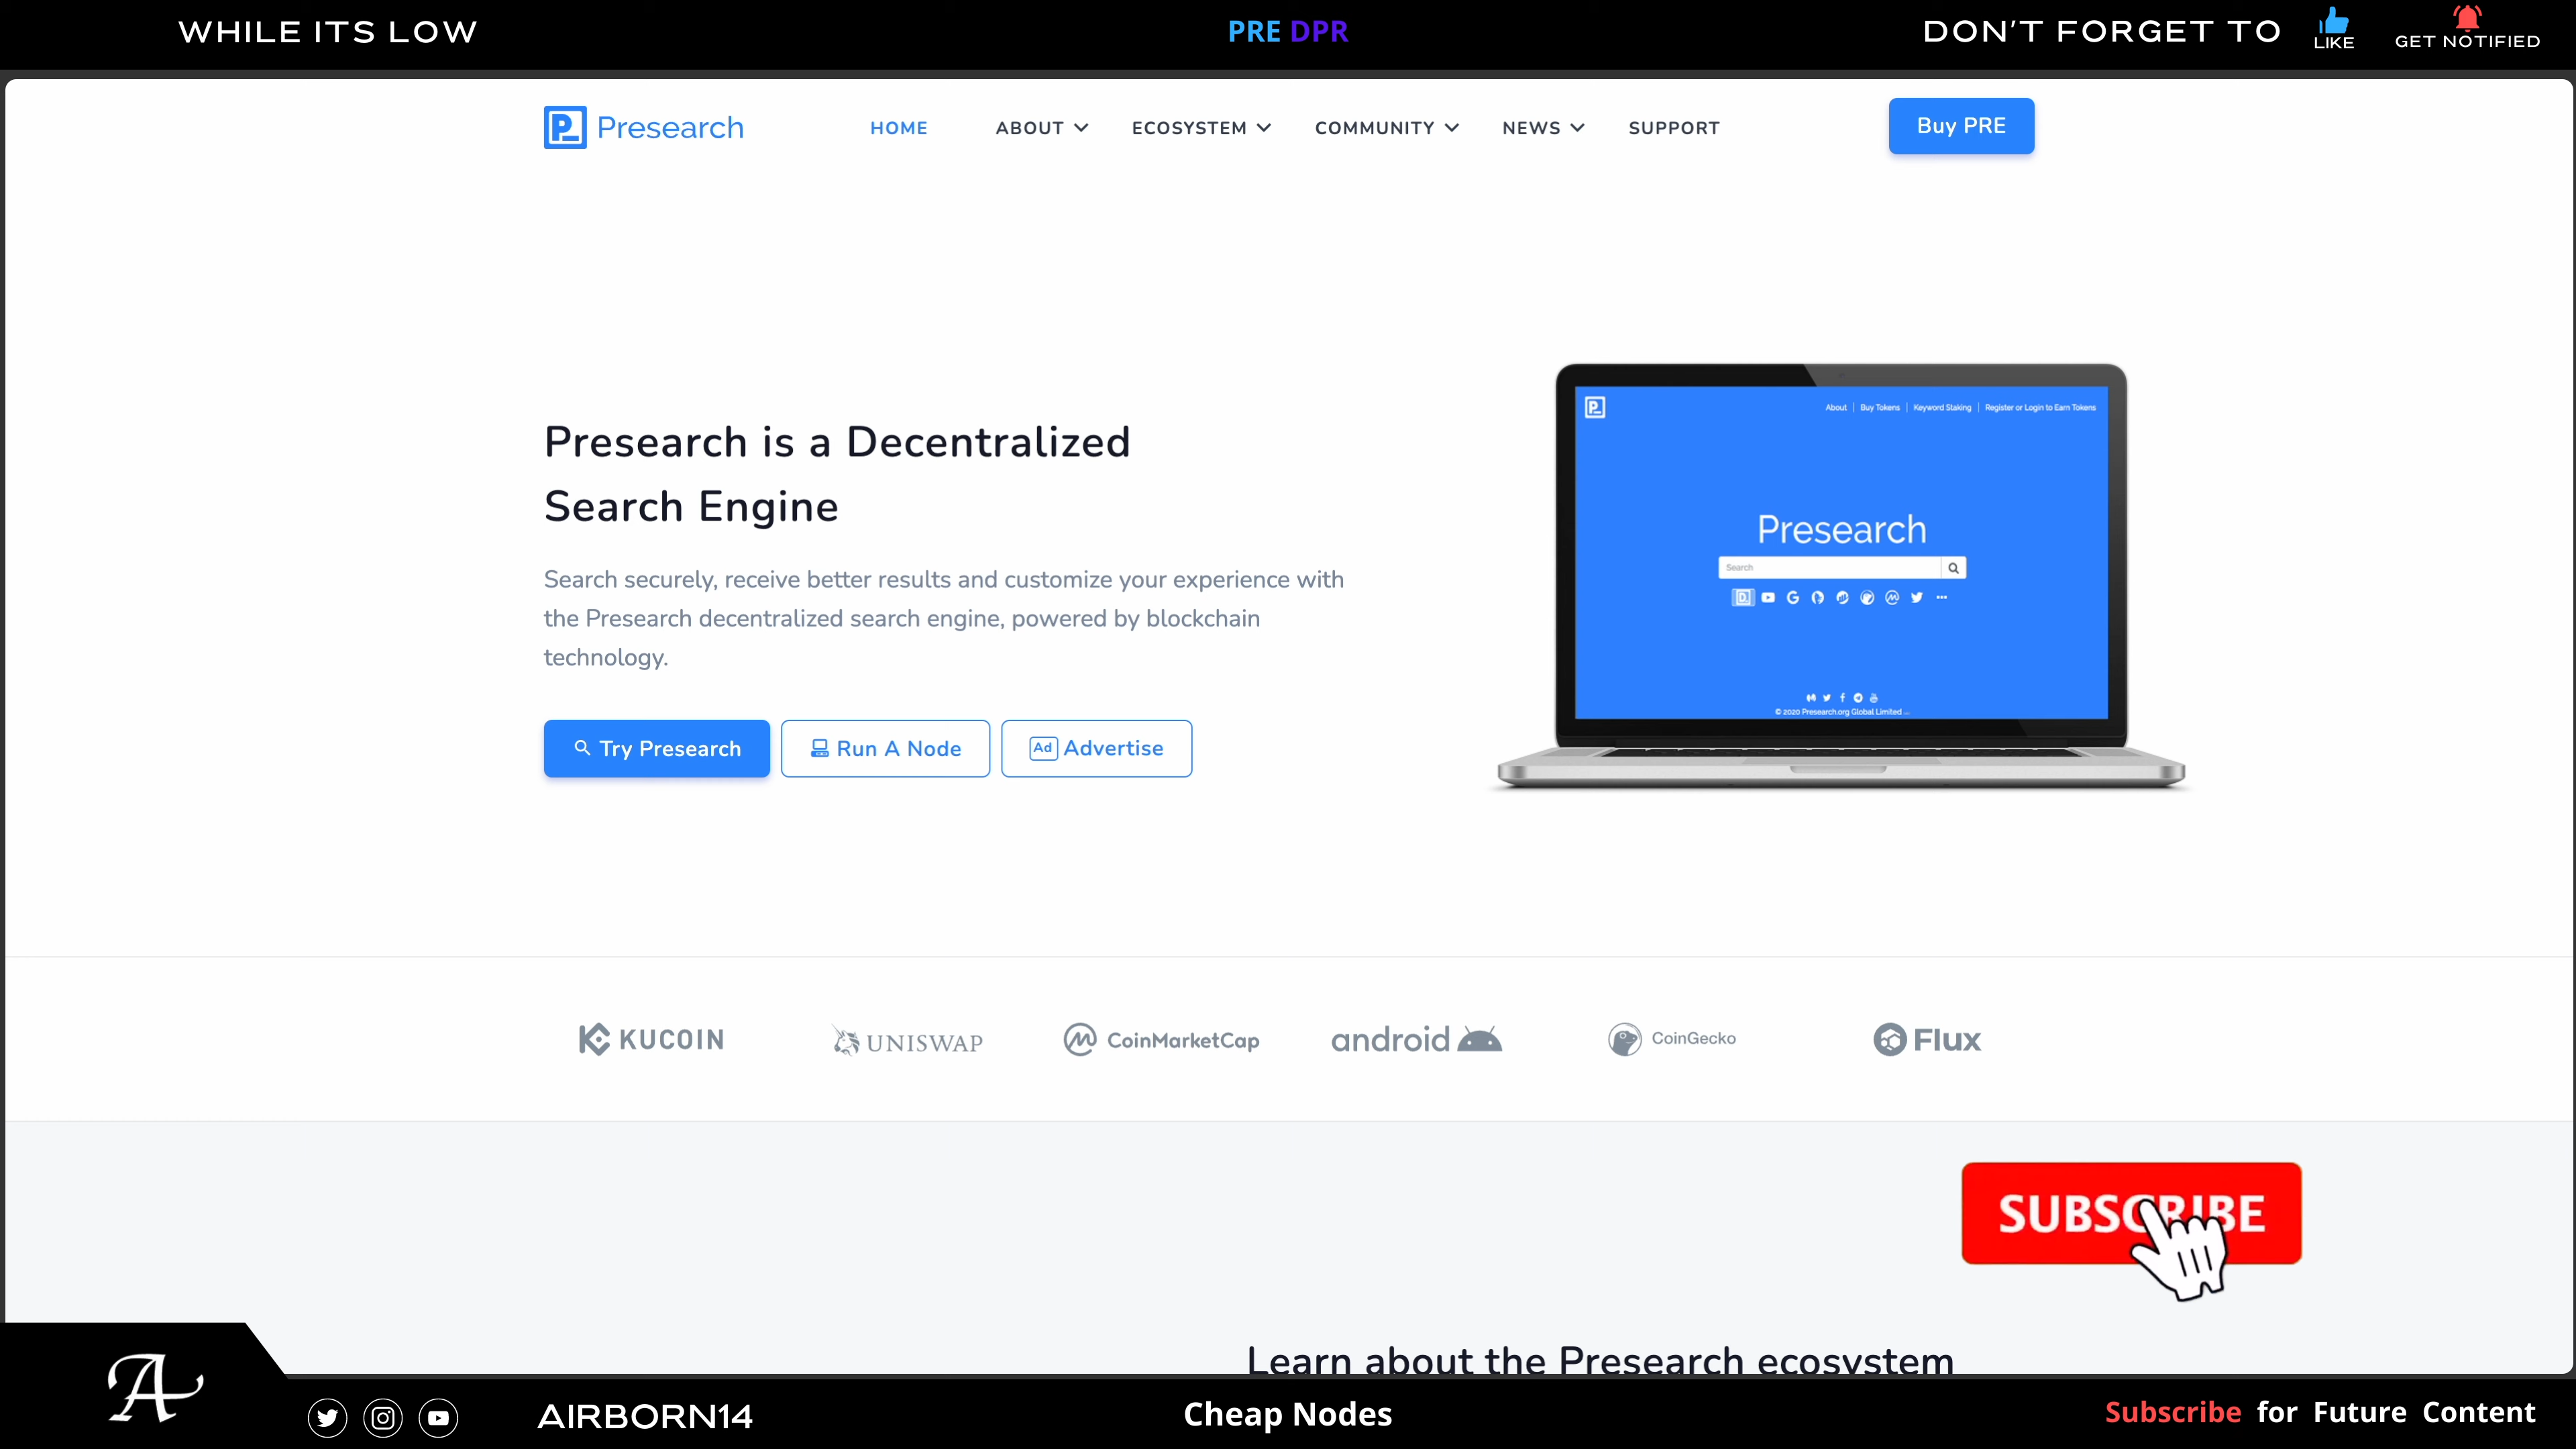 WHILE ITS LOW
PRE DPR
DON'T FORGET TO
LIKE
GET NOTIFIED
Presearch
HOME
ABOUT
ECOSYSTEM
COMMUNITY
NEWS
SUPPORT
Buy PRE
Presearch is a Decentralized
Search Engine
Search securely, receive better results and customize your experience with
the Presearch decentralized search engine, powered by blockchain
technology.
Try Presearch
Run A Node
Ad Advertise
About | Buy Tokens | Keyword Staking | Register or Login to Earn Tokens
Presearch
Search
© 2020 Presearch.org Global Limited
KUCOIN
UNISWAP
CoinMarketCap
android
CoinGecko
Flux
SUBSCRIBE
Learn about the Presearch ecosystem
A
AIRBORN14
Cheap Nodes
Subscribe for Future Content